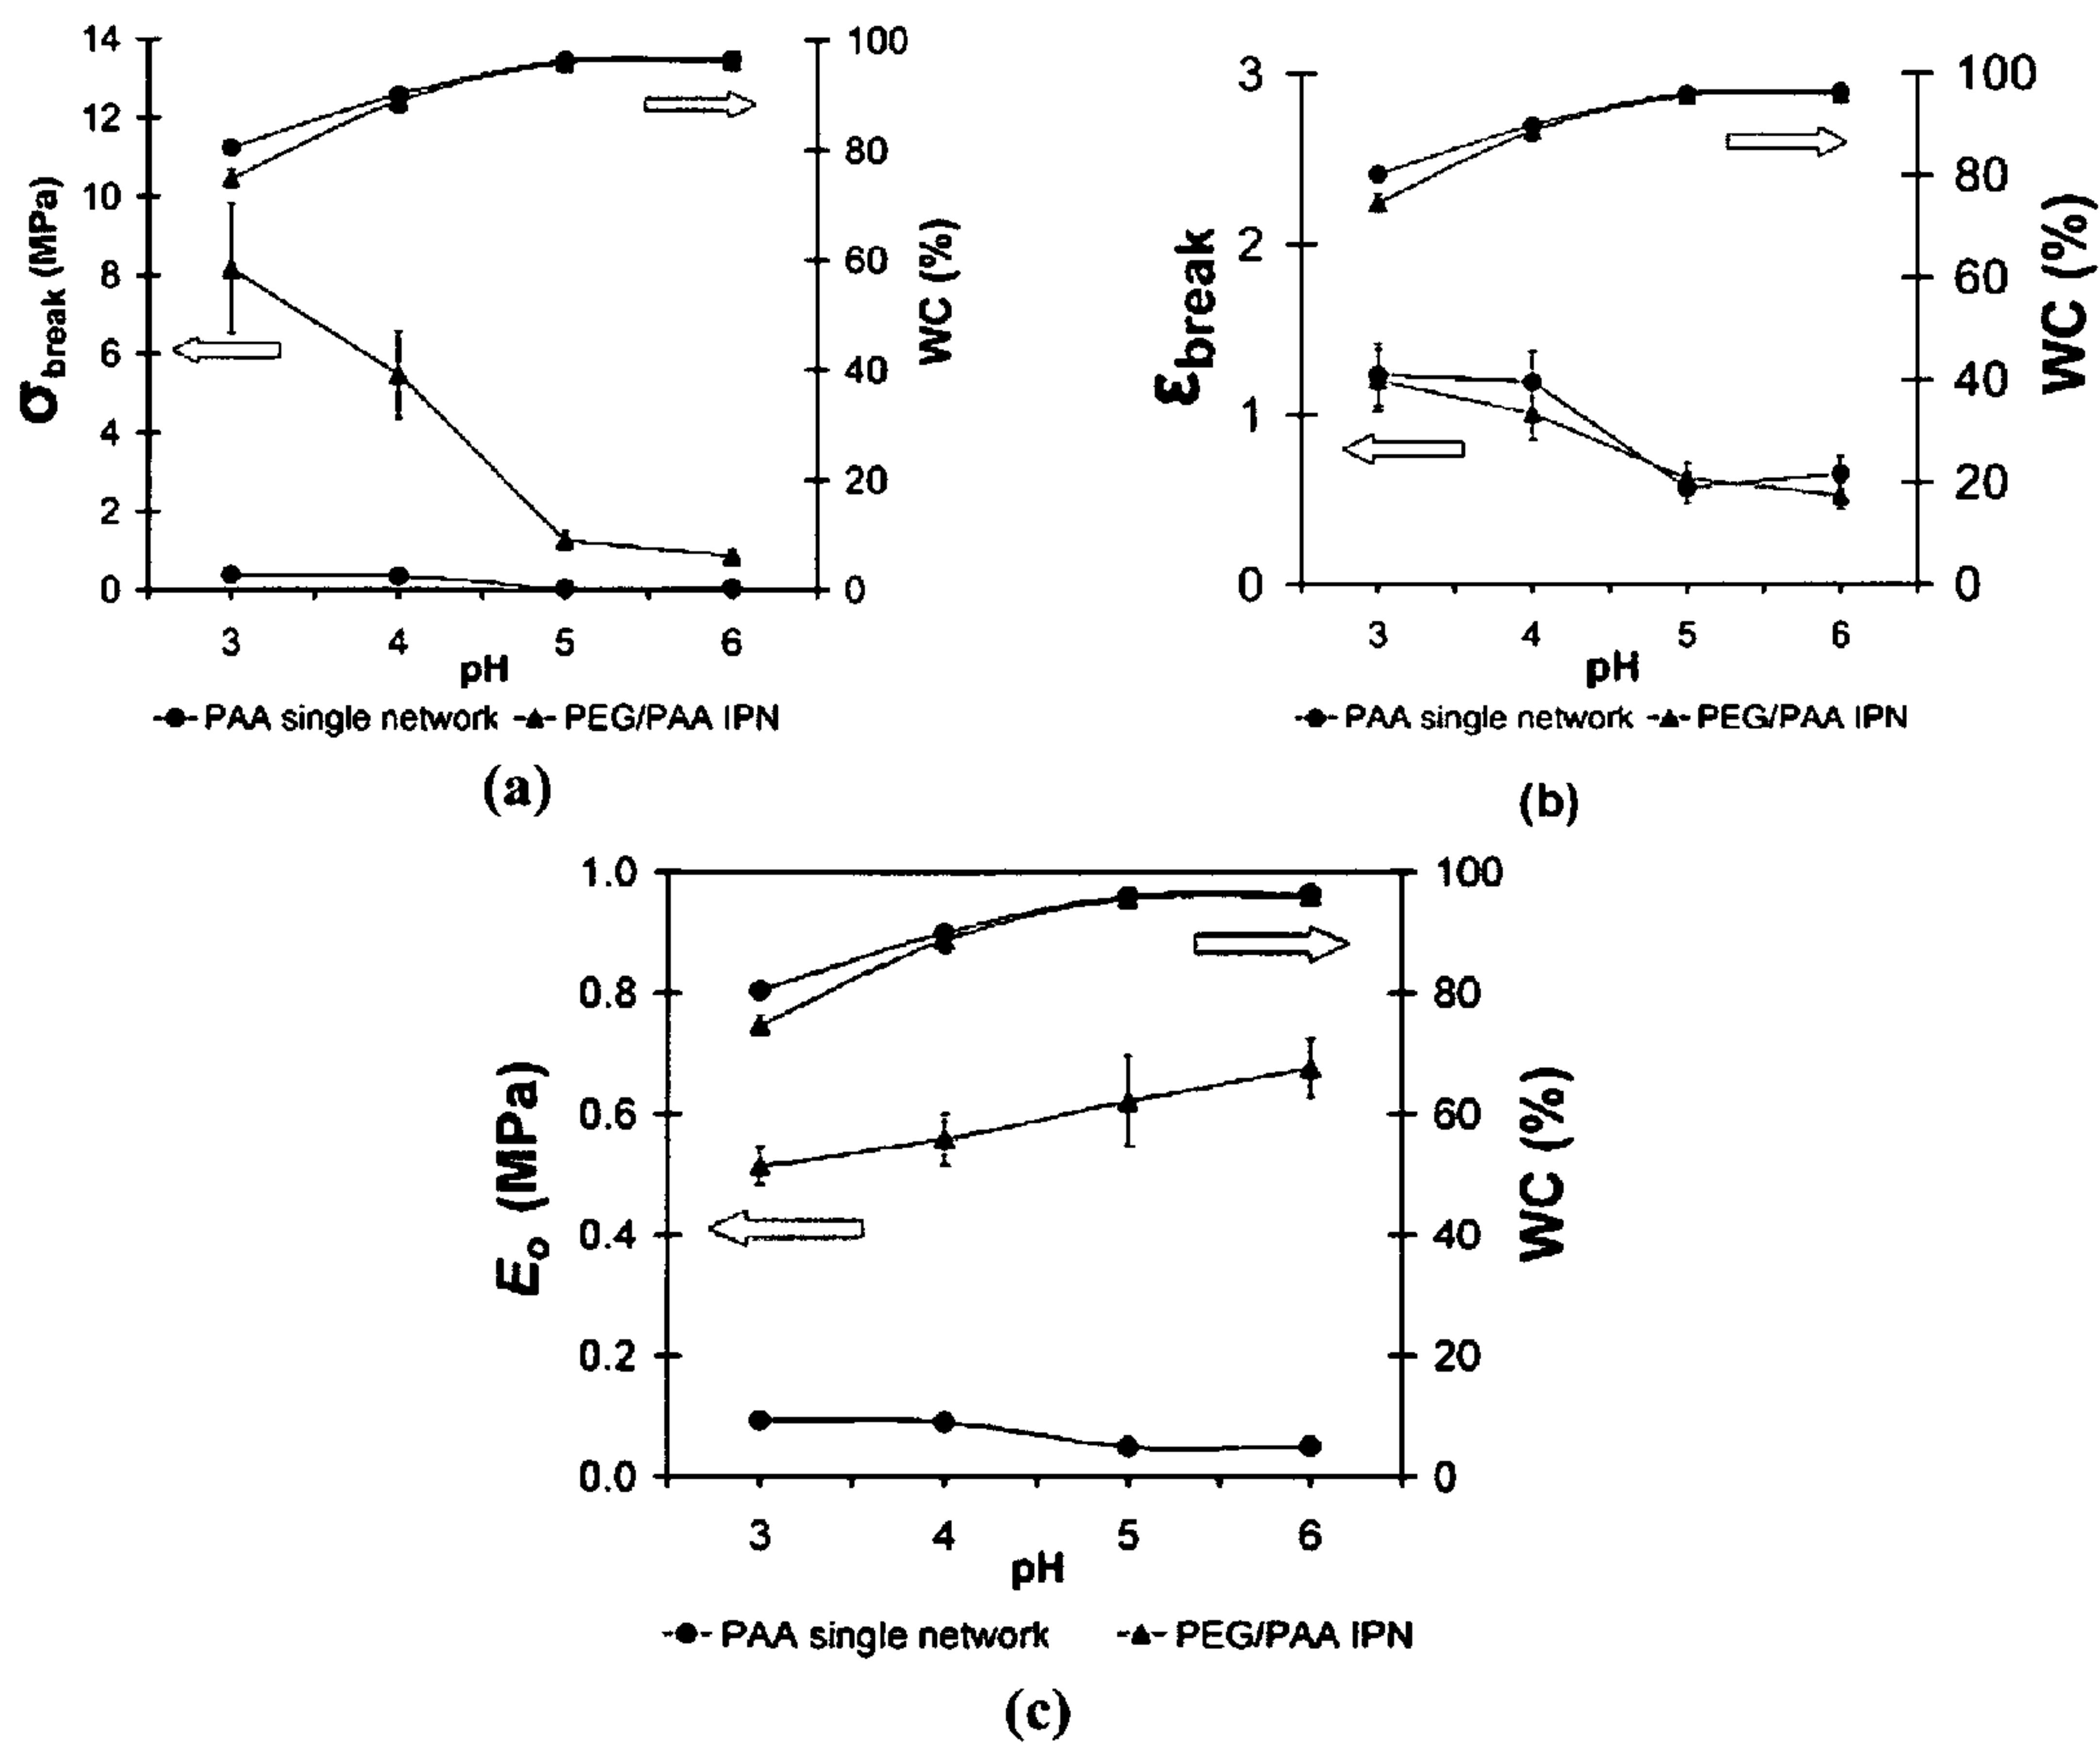 14
12
10
8
6
4
2
0
σbreak (MPa)
100
80
60
40
20
0
WC (%)
3 4 5 6
pH
PAA single network PEG/PAA IPN
(a)
3
2
1
0
εbreak
100
80
60
40
20
0
WC (%)
3 4 5 6
pH
PAA single network PEG/PAA IPN
(b)
1.0
0.8
0.6
0.4
0.2
0.0
Eo (MPa)
100
80
60
40
20
0
WC (%)
3 4 5 6
pH
PAA single network PEG/PAA IPN
(c)